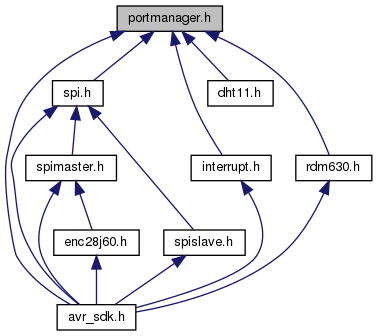 portmanager.h
spi.h
dht11.h
spimaster.h
interrupt.h
rdm630.h
enc28j60.h
spislave.h
avr_sdk.h